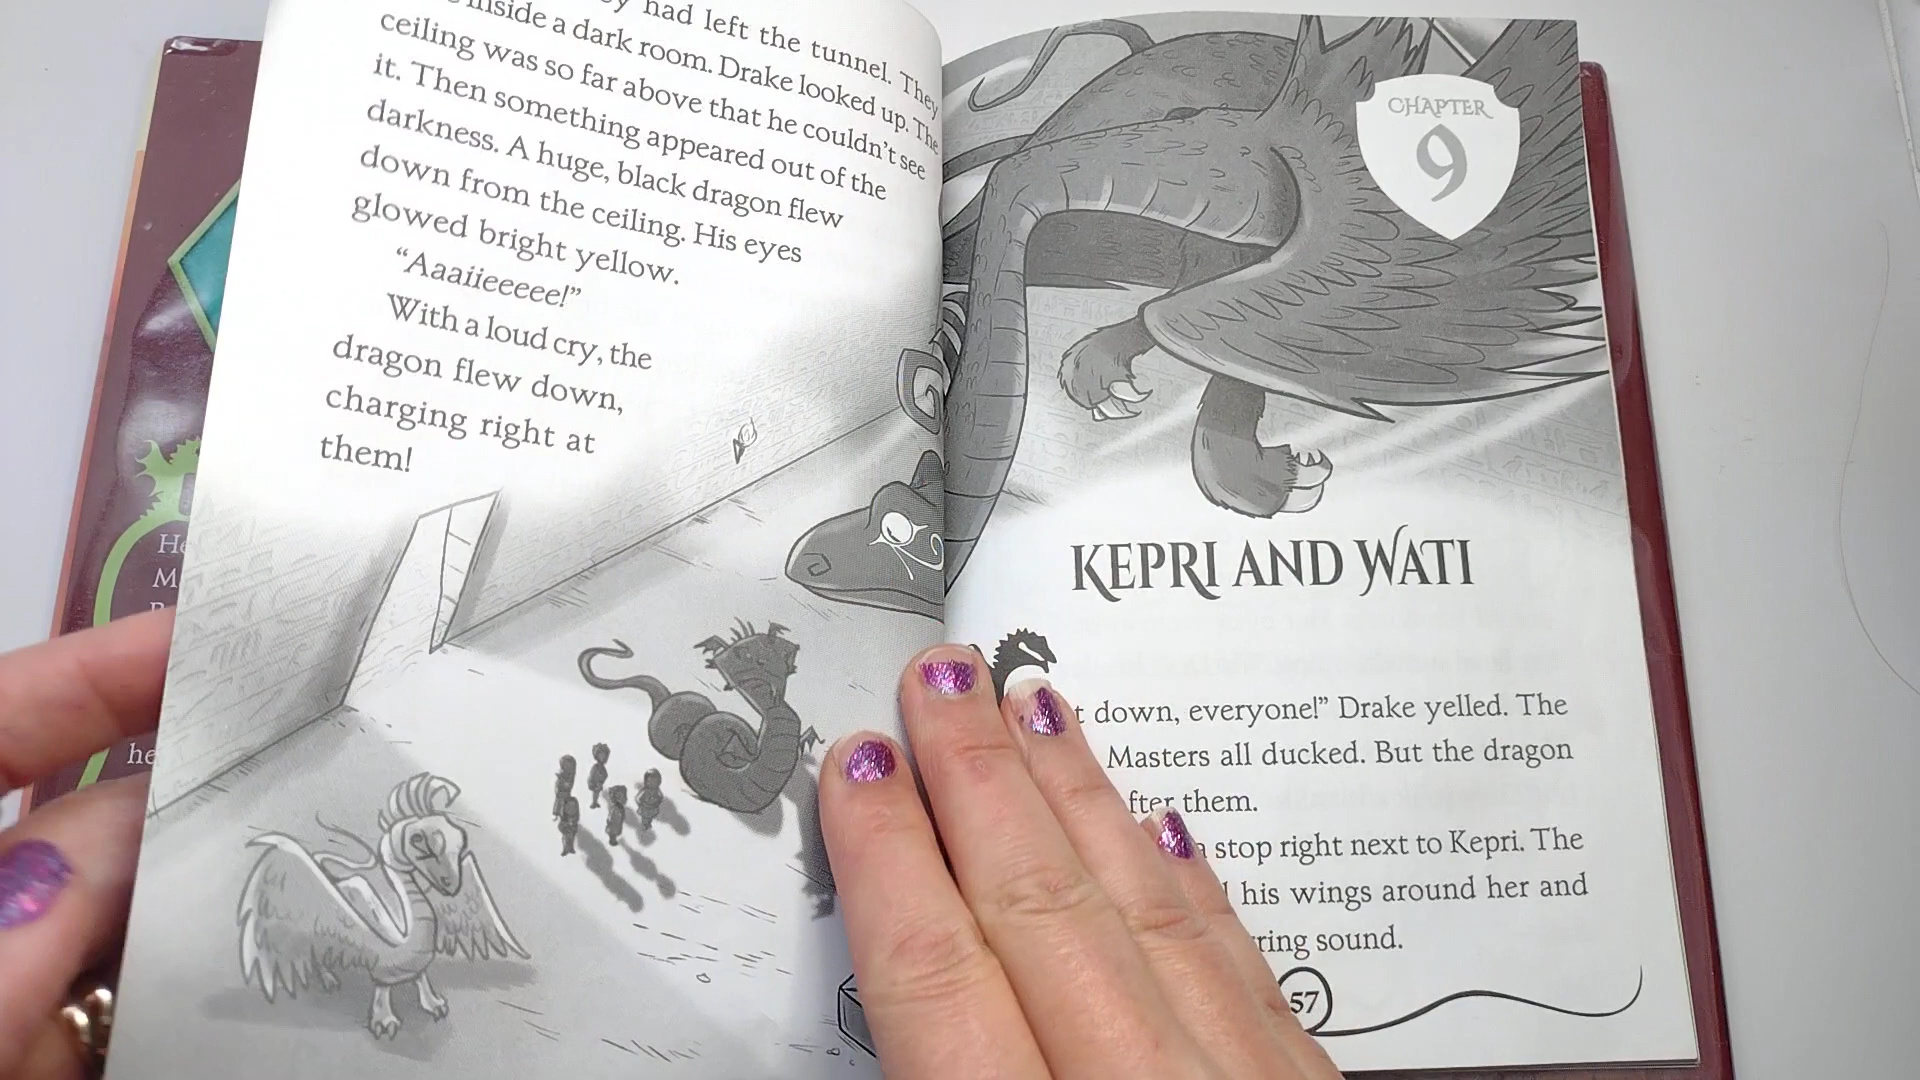 had left the tunnel. They
inside a dark room. Drake looked up. The
ceiling was so far above that he couldn't see
it. Then something appeared out of the
darkness. A huge, black dragon flew
down from the ceiling. His eyes
glowed bright yellow.
“Aaaiieeeee!”
With a loud cry, the
dragon flew down,
charging right at
them!
He
M
he
CHAPTER
9
KEPRI AND WATI
t down, everyone!” Drake yelled. The
Masters all ducked. But the dragon
fter them.
a stop right next to Kepri. The
his wings around her and
ring sound.
57